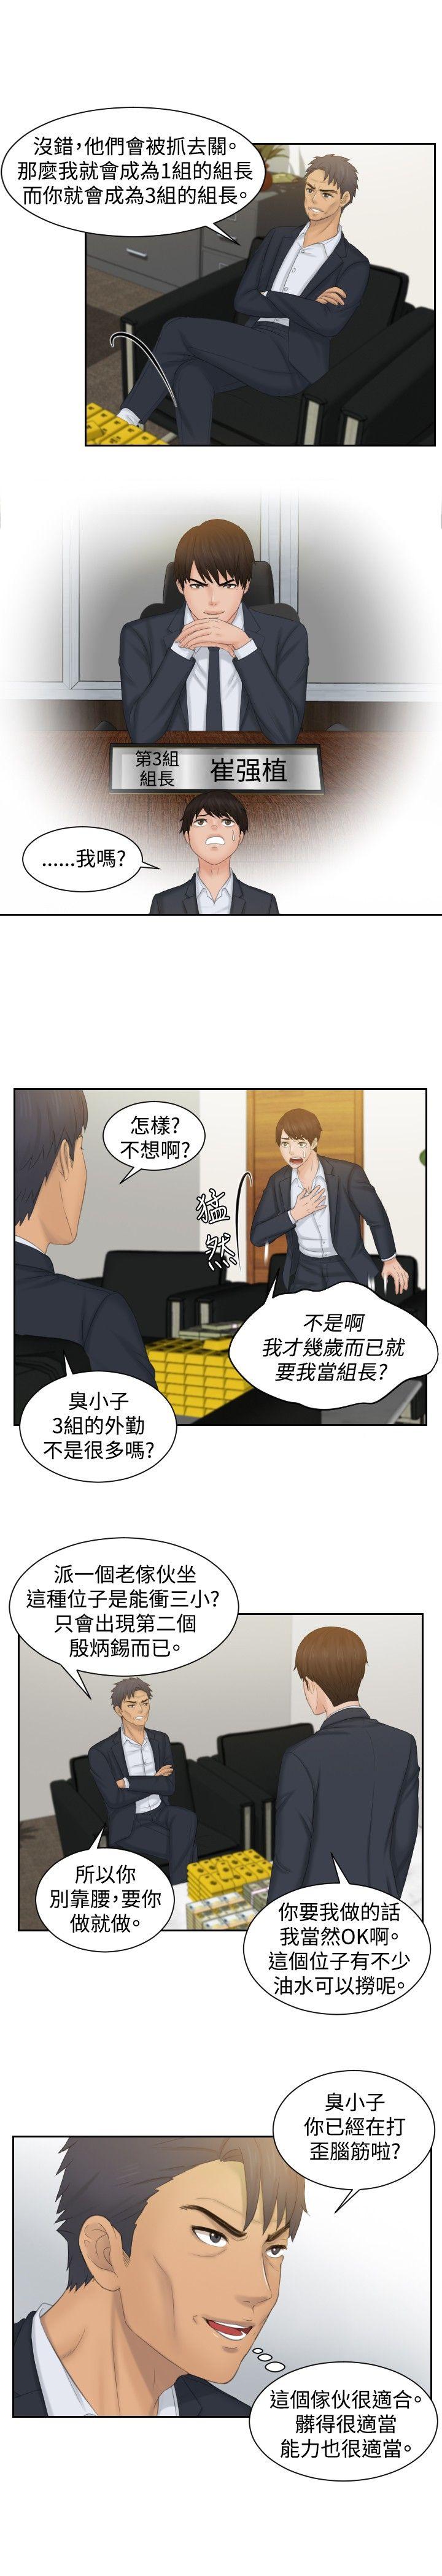 沒錯，他們會被抓去關。
那麼我就會成為1組的組長
而你就會成為3組的組長。
第3組
組長
崔强植
......我嗎?
怎樣?
不想啊?
猛然
不是啊
我才幾歲而已就
要我當組長?
臭小子
3組的外勤
不是很多嗎?
派一個老傢伙坐
這種位子是能衝三小?
只會出現第二個
殷炳錫而已。
所以你
別靠腰，要你
做就做。
你要我做的話
我當然OK啊。
這個位子有不少
油水可以撈呢。
臭小子
你已經在打
歪腦筋啦?
這個傢伙很適合。
髒得很適當
能力也很適當。